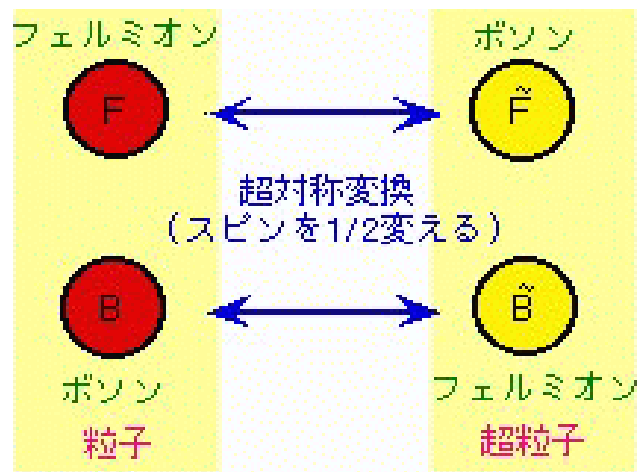 フェルミオン
ボソン
F
F̃
超対称変換
(スピンを1/2変える)
B
B̃
ボソン
フェルミオン
粒子
超粒子